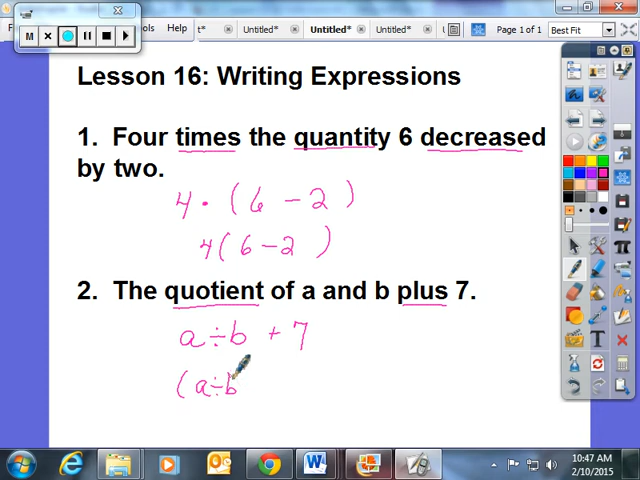 M
Help
t*
Untitled*
Untitled*
Untitled*
Page 1 of 1
Best Fit
Lesson 16: Writing Expressions
1. Four times the quantity 6 decreased
by two.
4 · ( 6 − 2 )
4 ( 6 − 2 )
2. The quotient of a and b plus 7.
a ÷ b + 7
( a ÷ b
10:47 AM
2/10/2015